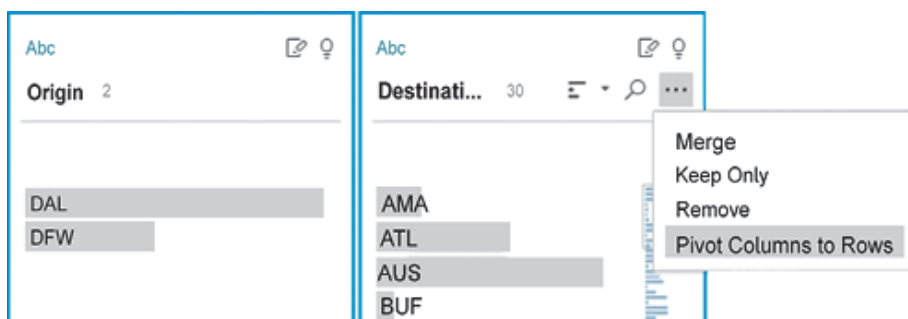 Abc
Origin 2
DAL
DFW
Abc
Destinati... 30
AMA
ATL
AUS
BUF
Merge
Keep Only
Remove
Pivot Columns to Rows